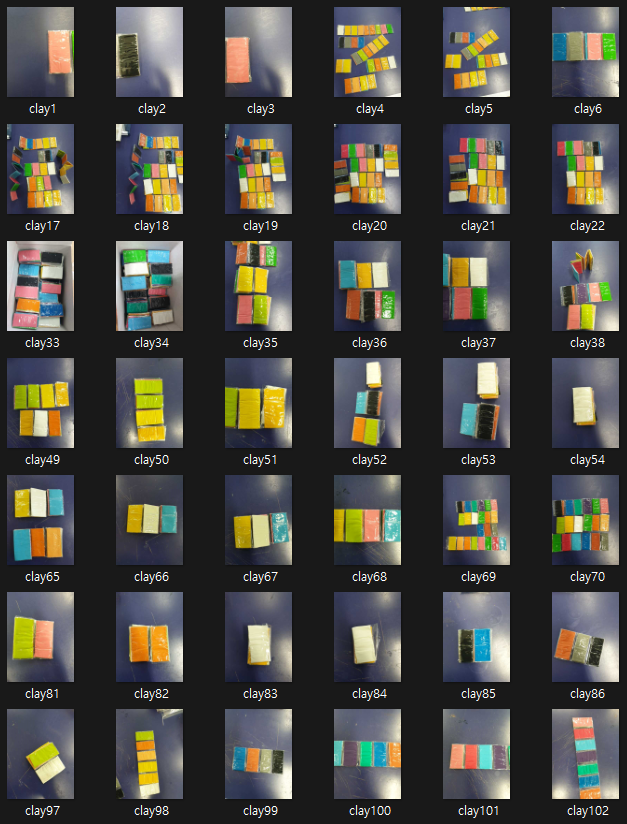 clay1 clay2 clay3 clay4 clay5 clay6
clay17 clay18 clay19 clay20 clay21 clay22
clay33 clay34 clay35 clay36 clay37 clay38
clay49 clay50 clay51 clay52 clay53 clay54
clay65 clay66 clay67 clay68 clay69 clay70
clay81 clay82 clay83 clay84 clay85 clay86
clay97 clay98 clay99 clay100 clay101 clay102